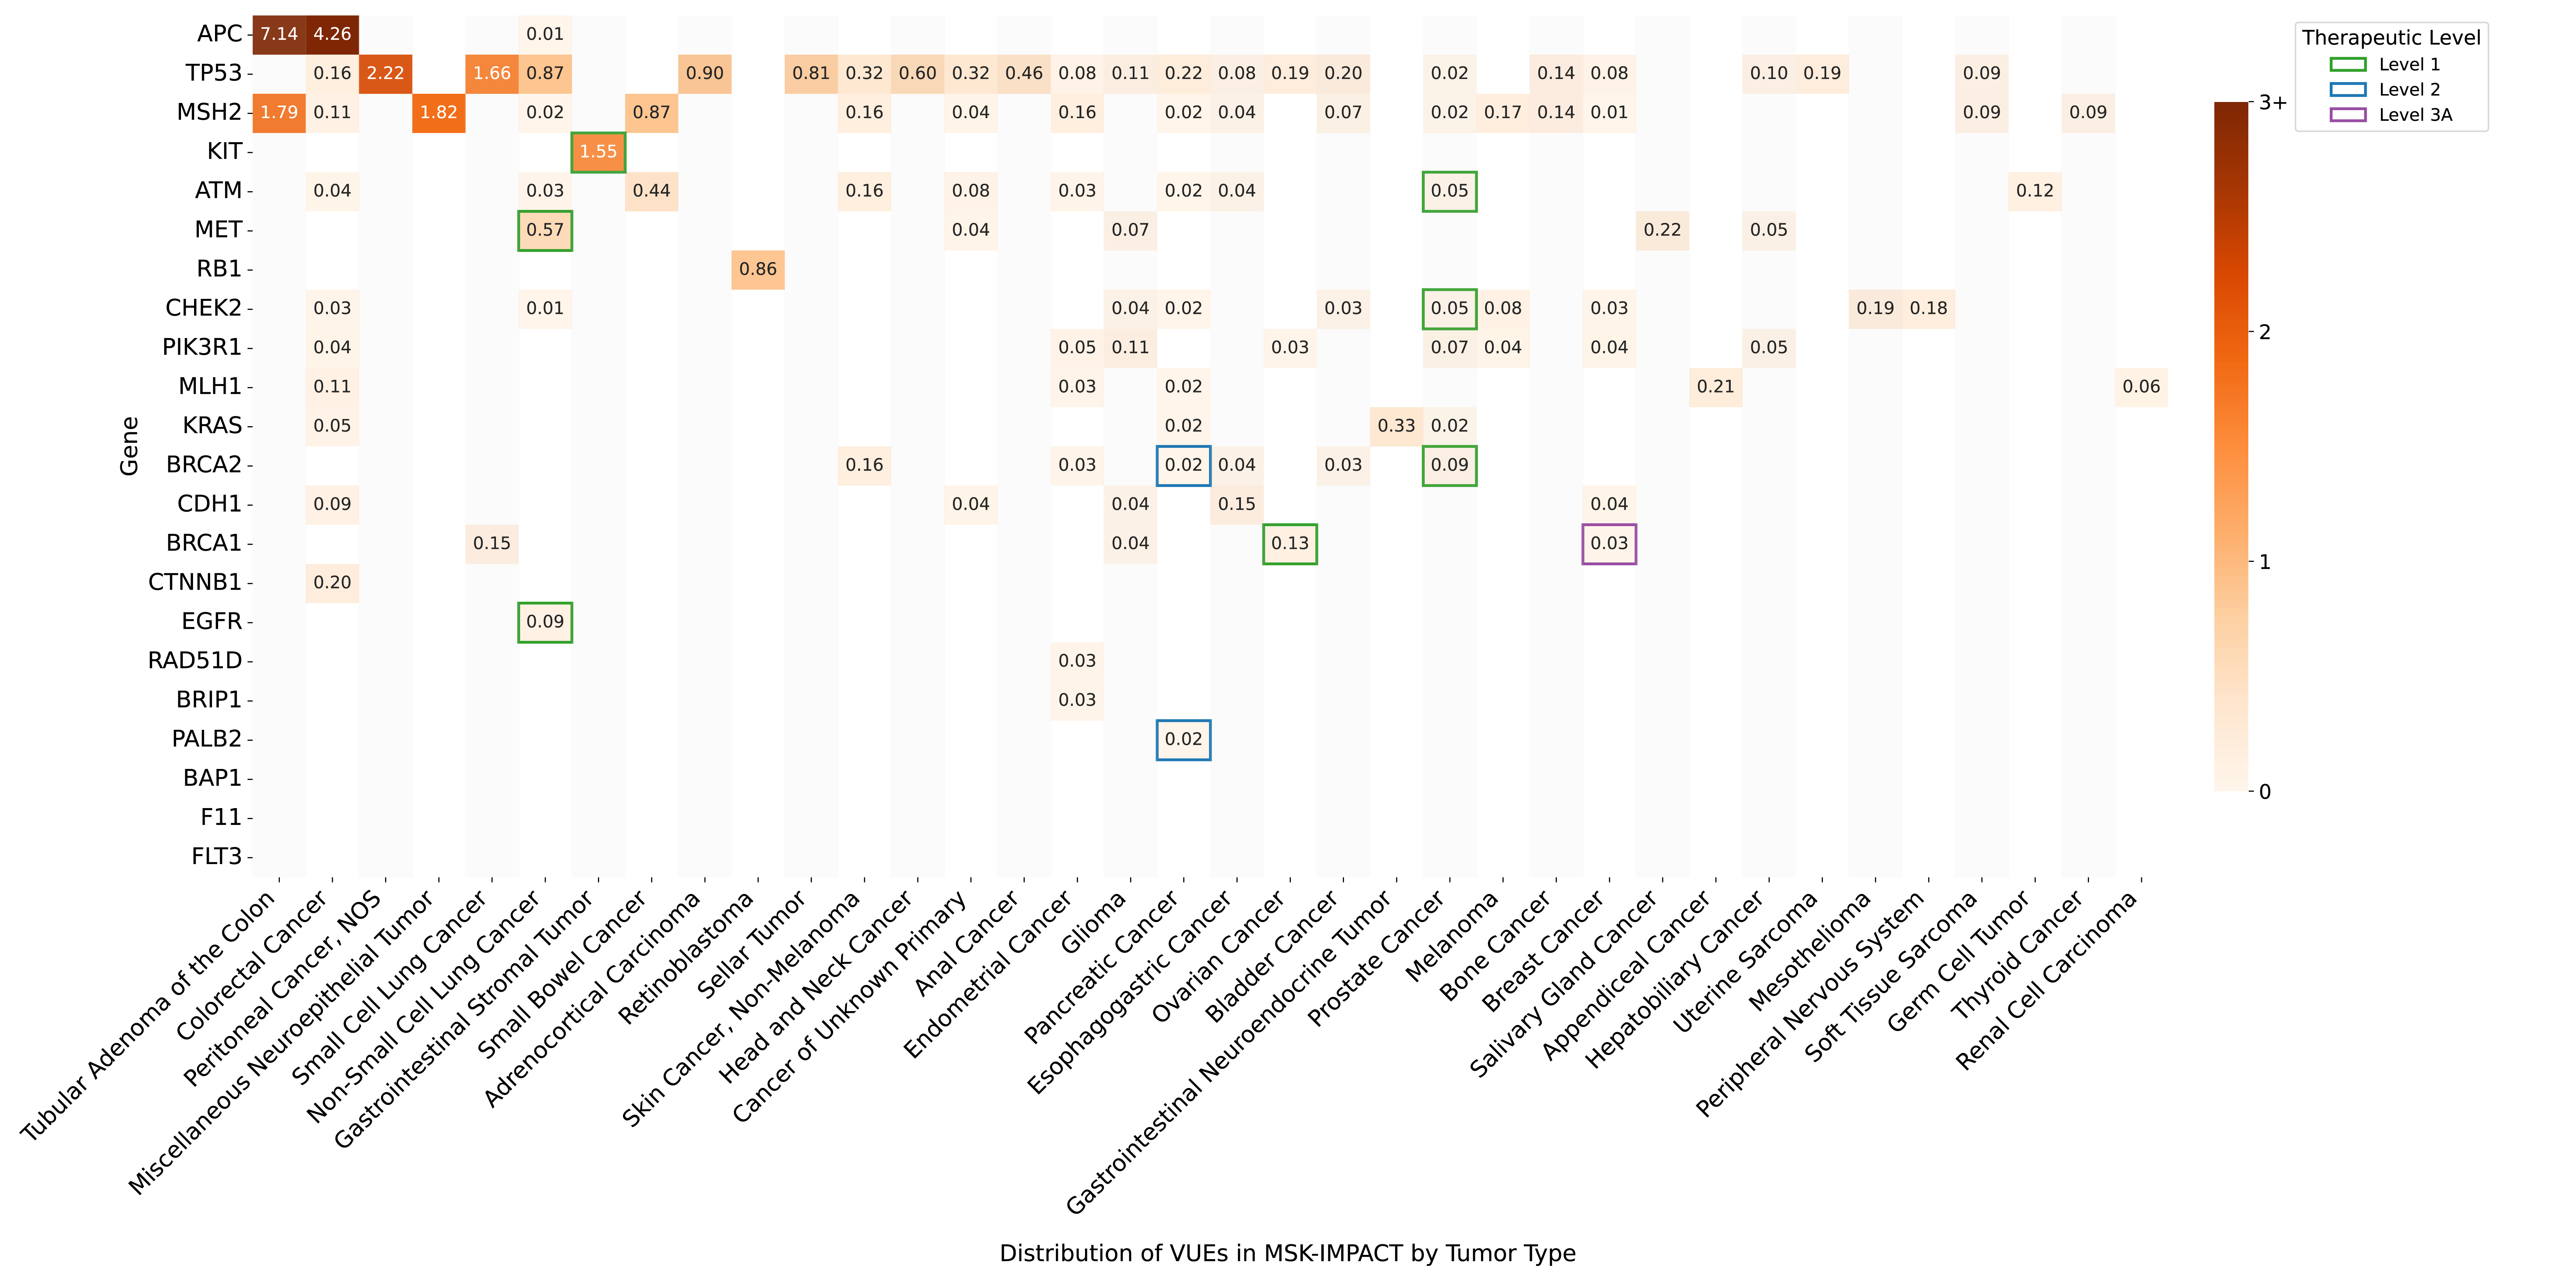 APC 7.14 4.26 0.01
TP53 0.16 2.22 1.66 0.87 0.90 0.81 0.32 0.60 0.32 0.46 0.08 0.11 0.22 0.08 0.19 0.20 0.02 0.14 0.08 0.10 0.19 0.09
MSH2 1.79 0.11 1.82 0.02 0.87 0.16 0.04 0.16 0.02 0.04 0.07 0.02 0.17 0.14 0.01 0.09 0.09
KIT 1.55
ATM 0.04 0.03 0.44 0.16 0.08 0.03 0.02 0.04 0.05 0.12
MET 0.57 0.04 0.07 0.22 0.05
RB1 0.86
CHEK2 0.03 0.01 0.04 0.02 0.03 0.05 0.08 0.03 0.19 0.18
PIK3R1 0.04 0.05 0.11 0.03 0.07 0.04 0.04 0.05
MLH1 0.11 0.03 0.02 0.21 0.06
KRAS 0.05 0.02 0.33 0.02
BRCA2 0.16 0.03 0.02 0.04 0.03 0.09
CDH1 0.09 0.04 0.04 0.15 0.04
BRCA1 0.15 0.04 0.13 0.03
CTNNB1 0.20
EGFR 0.09
RAD51D 0.03
BRIP1 0.03
PALB2 0.02
BAP1
F11
FLT3
Gene
Tubular Adenoma of the Colon
Colorectal Cancer
Peritoneal Cancer, NOS
Miscellaneous Neuroepithelial Tumor
Small Cell Lung Cancer
Non-Small Cell Lung Cancer
Gastrointestinal Stromal Tumor
Small Bowel Cancer
Adrenocortical Carcinoma
Retinoblastoma
Sellar Tumor
Skin Cancer, Non-Melanoma
Head and Neck Cancer
Cancer of Unknown Primary
Anal Cancer
Endometrial Cancer
Glioma
Pancreatic Cancer
Esophagogastric Cancer
Ovarian Cancer
Bladder Cancer
Gastrointestinal Neuroendocrine Tumor
Prostate Cancer
Melanoma
Bone Cancer
Breast Cancer
Salivary Gland Cancer
Appendiceal Cancer
Hepatobiliary Cancer
Uterine Sarcoma
Mesothelioma
Peripheral Nervous System
Soft Tissue Sarcoma
Germ Cell Tumor
Thyroid Cancer
Renal Cell Carcinoma
Distribution of VUEs in MSK-IMPACT by Tumor Type
Therapeutic Level
Level 1
Level 2
Level 3A
3+
2
1
0